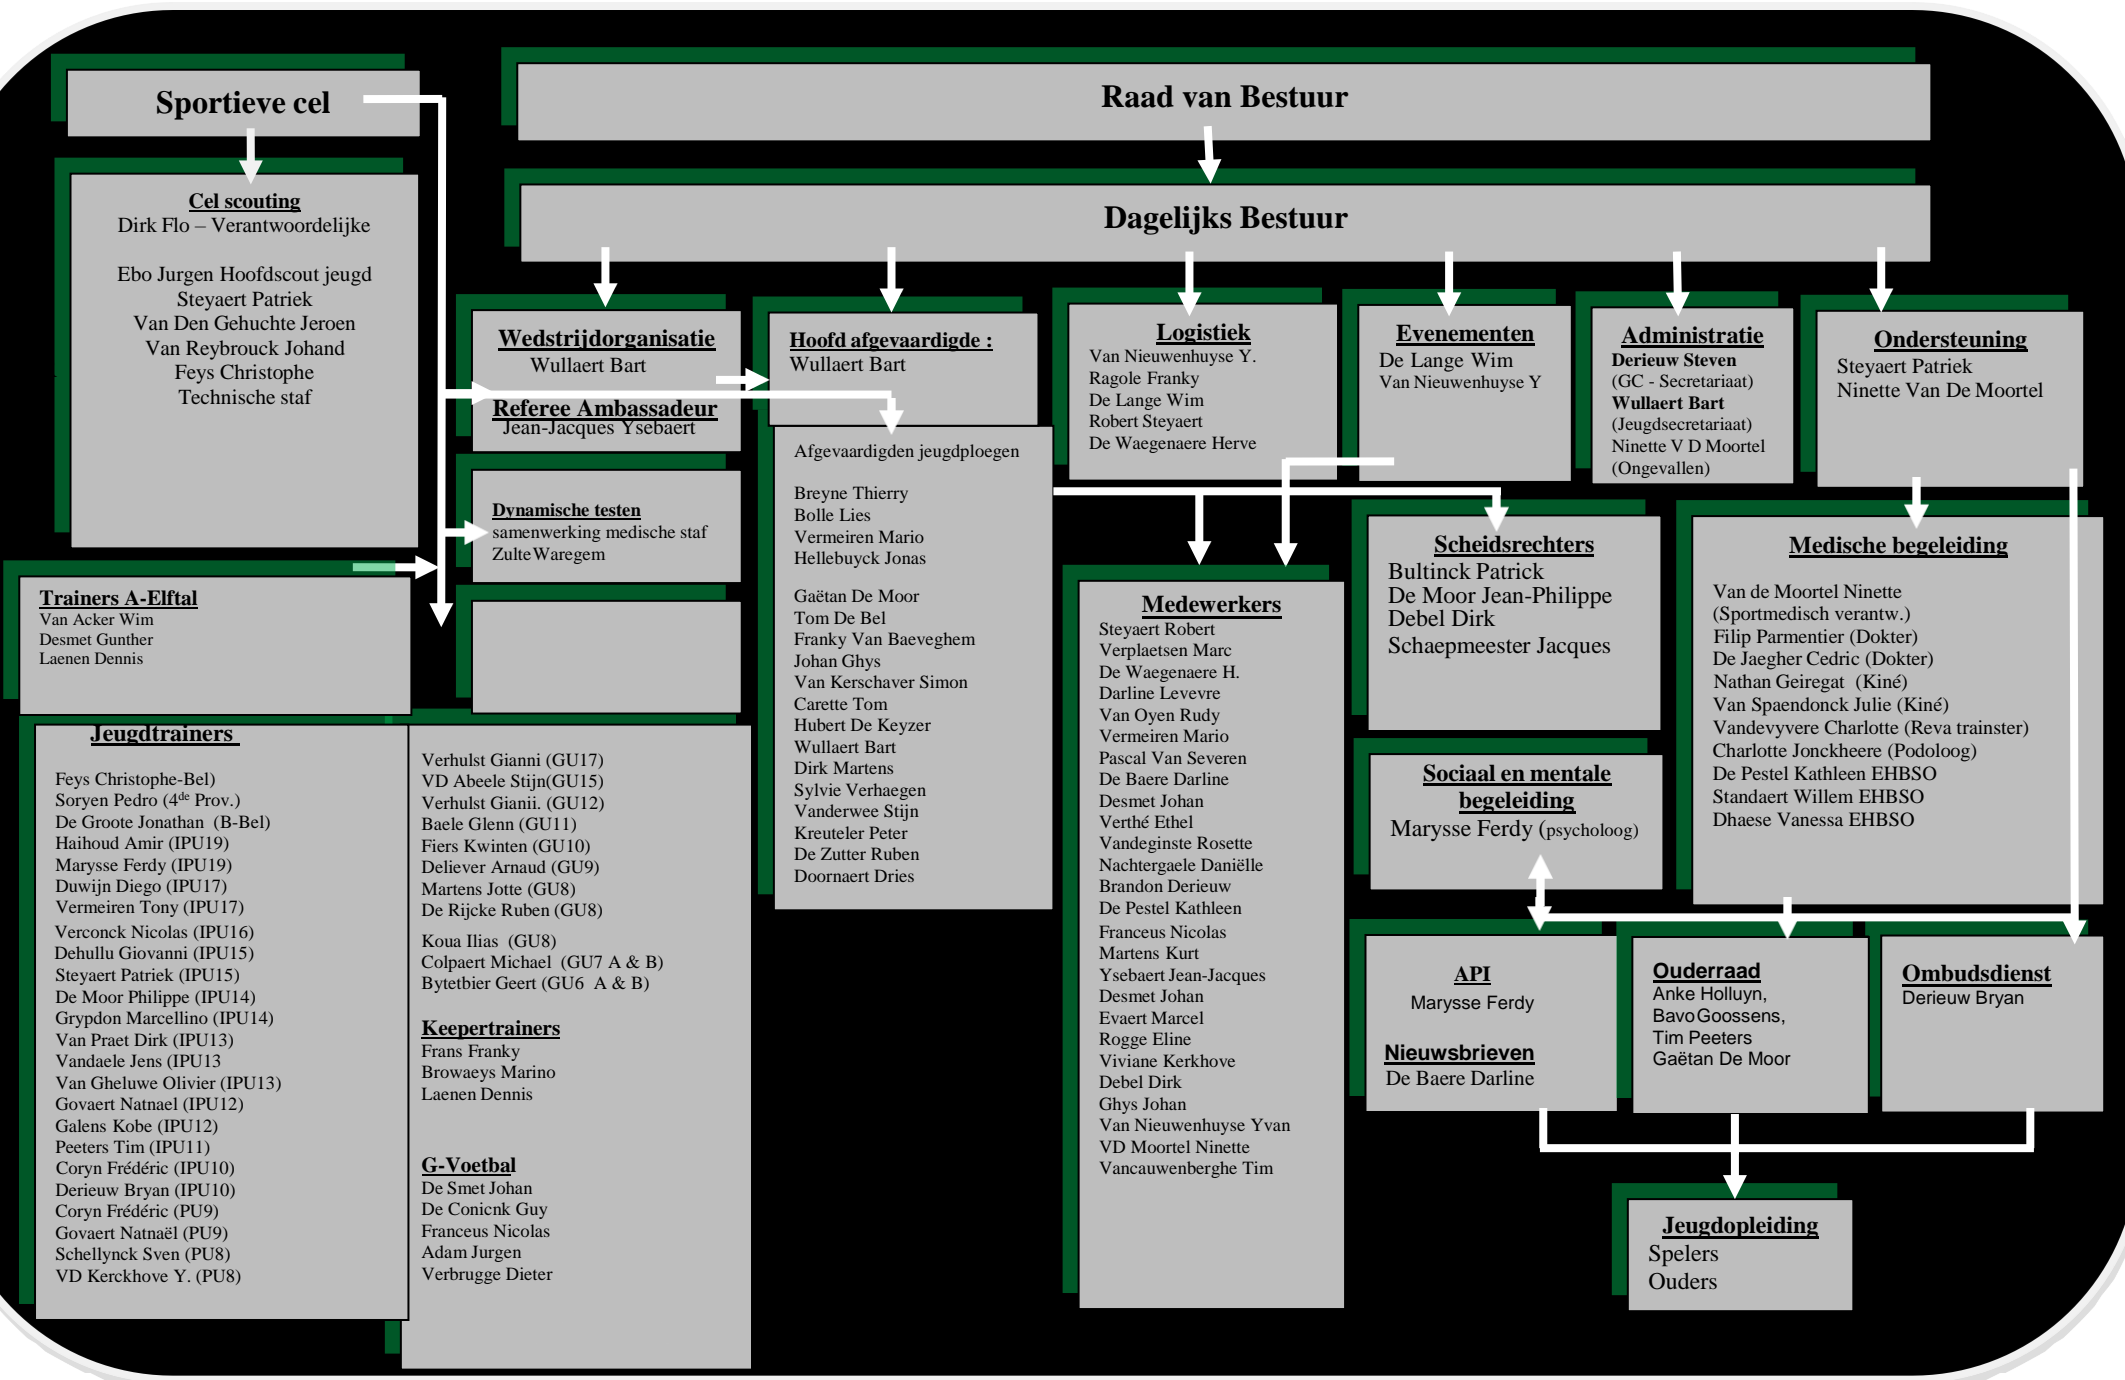 Sportieve cel
Raad van Bestuur
Dagelijks Bestuur
Cel scouting
Dirk Flo – Verantwoordelijke
Ebo Jurgen Hoofdscout jeugd
Steyaert Patriek
Van Den Gehuchte Jeroen
Van Reybrouck Johand
Feys Christophe
Technische staf
Wedstrijdorganisatie
Wullaert Bart
Referee Ambassadeur
Jean-Jacques Ysebaert
Dynamische testen
samenwerking medische staf
ZulteWaregem
Hoofd afgevaardigde :
Wullaert Bart
Afgevaardigden jeugdploegen
Breyne Thierry
Bolle Lies
Vermeiren Mario
Hellebuyck Jonas
Gaëtan De Moor
Tom De Bel
Franky Van Baeveghem
Johan Ghys
Van Kerschaver Simon
Carette Tom
Hubert De Keyzer
Wullaert Bart
Dirk Martens
Sylvie Verhaegen
Vanderwee Stijn
Kreuteler Peter
De Zutter Ruben
Doornaert Dries
Logistiek
Van Nieuwenhuyse Y.
Ragole Franky
De Lange Wim
Robert Steyaert
De Waegenaere Herve
Evenementen
De Lange Wim
Van Nieuwenhuyse Y
Administratie
Derieuw Steven
(GC - Secretariaat)
Wullaert Bart
(Jeugdsecretariaat)
Ninette V D Moortel
(Ongevallen)
Ondersteuning
Steyaert Patriek
Ninette Van De Moortel
Trainers A-Elftal
Van Acker Wim
Desmet Gunther
Laenen Dennis
Jeugdtrainers
Feys Christophe-Bel)
Soryen Pedro (4de Prov.)
De Groote Jonathan (B-Bel)
Haihoud Amir (IPU19)
Marysse Ferdy (IPU19)
Duwijn Diego (IPU17)
Vermeiren Tony (IPU17)
Verconck Nicolas (IPU16)
Dehullu Giovanni (IPU15)
Steyaert Patriek (IPU15)
De Moor Philippe (IPU14)
Grypdon Marcellino (IPU14)
Van Praet Dirk (IPU13)
Vandaele Jens (IPU13
Van Gheluwe Olivier (IPU13)
Govaert Natnael (IPU12)
Galens Kobe (IPU12)
Peeters Tim (IPU11)
Coryn Frédéric (IPU10)
Derieuw Bryan (IPU10)
Coryn Frédéric (PU9)
Govaert Natnaël (PU9)
Schellynck Sven (PU8)
VD Kerckhove Y. (PU8)
Verhulst Gianni (GU17)
VD Abeele Stijn(GU15)
Verhulst Gianii. (GU12)
Baele Glenn (GU11)
Fiers Kwinten (GU10)
Deliever Arnaud (GU9)
Martens Jotte (GU8)
De Rijcke Ruben (GU8)
Koua Ilias (GU8)
Colpaert Michael (GU7 A & B)
Bytetbier Geert (GU6 A & B)
Keepertrainers
Frans Franky
Browaeys Marino
Laenen Dennis
G-Voetbal
De Smet Johan
De Conicnk Guy
Franceus Nicolas
Adam Jurgen
Verbrugge Dieter
Medewerkers
Steyaert Robert
Verplaetsen Marc
De Waegenaere H.
Darline Levevre
Van Oyen Rudy
Vermeiren Mario
Pascal Van Severen
De Baere Darline
Desmet Johan
Verthé Ethel
Vandeginste Rosette
Nachtergaele Daniëlle
Brandon Derieuw
De Pestel Kathleen
Franceus Nicolas
Martens Kurt
Ysebaert Jean-Jacques
Desmet Johan
Evaert Marcel
Rogge Eline
Viviane Kerkhove
Debel Dirk
Ghys Johan
Van Nieuwenhuyse Yvan
VD Moortel Ninette
Vancauwenberghe Tim
Scheidsrechters
Bultinck Patrick
De Moor Jean-Philippe
Debel Dirk
Schaepmeester Jacques
Sociaal en mentale
begeleiding
Marysse Ferdy (psycholoog)
Medische begeleiding
Van de Moortel Ninette
(Sportmedisch verantw.)
Filip Parmentier (Dokter)
De Jaegher Cedric (Dokter)
Nathan Geiregat (Kiné)
Van Spaendonck Julie (Kiné)
Vandevyvere Charlotte (Reva trainster)
Charlotte Jonckheere (Podoloog)
De Pestel Kathleen EHBSO
Standaert Willem EHBSO
Dhaese Vanessa EHBSO
API
Marysse Ferdy
Nieuwsbrieven
De Baere Darline
Ouderraad
Anke Holluyn,
BavoGoossens,
Tim Peeters
Gaëtan De Moor
Ombudsdienst
Derieuw Bryan
Jeugdopleiding
Spelers
Ouders